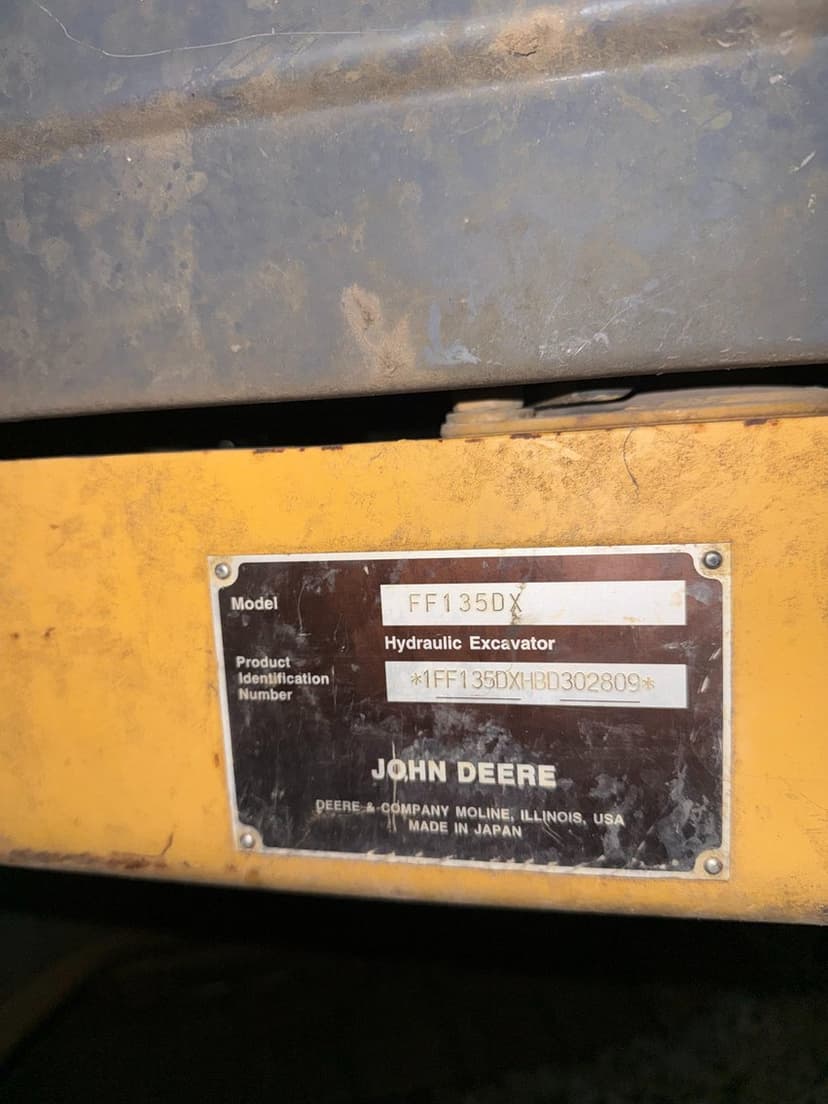 Model FF135DX
Hydraulic Excavator
Product
Identification
Number
*1FF135DXHBD302809*
JOHN DEERE
DEERE & COMPANY MOLINE, ILLINOIS, USA
MADE IN JAPAN